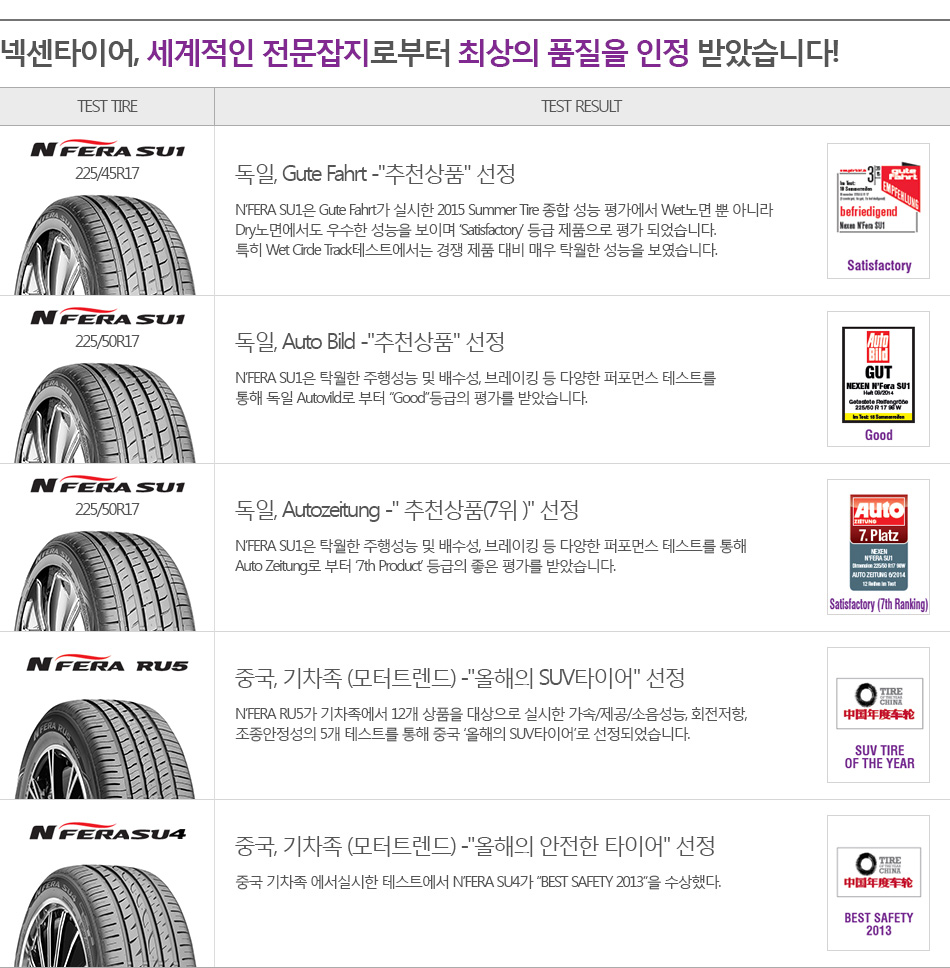 넥센타이어, 세계적인 전문잡지로부터 최상의 품질을 인정 받았습니다!
TEST TIRE
TEST RESULT
N'FERA SU1
225/45R17
독일, Gute Fahrt -"추천상품" 선정
N'FERA SU1은 Gute Fahrt가 실시한 2015 Summer Tire 종합 성능 평가에서 Wet노면 뿐 아니라
Dry노면에서도 우수한 성능을 보이며 'Satisfactory' 등급 제품으로 평가 되었습니다.
특히 Wet Circle Track테스트에서는 경쟁 제품 대비 매우 탁월한 성능을 보였습니다.
3
gute Fahrt
EMPFEHLUNG
Im Test:
befriedigend
Nexen N'Fera SU1
Satisfactory
N'FERA SU1
225/50R17
독일, Auto Bild -"추천상품" 선정
N'FERA SU1은 탁월한 주행성능 및 배수성, 브레이킹 등 다양한 퍼포먼스 테스트를
통해 독일 Autovild로 부터 "Good"등급의 평가를 받았습니다.
Auto
Bild
GUT
NEXEN N'Fera SU1
Heft 09/2014
Getestete Reifengröße
225/50 R 17 98 W
Good
N'FERA SU1
225/50R17
독일, Autozeitung -" 추천상품(7위 )" 선정
N'FERA SU1은 탁월한 주행성능 및 배수성, 브레이킹 등 다양한 퍼포먼스 테스트를 통해
Auto Zeitung로 부터 '7th Product' 등급의 좋은 평가를 받았습니다.
AUTO
ZEITUNG
7. Platz
NEXEN
N'FERA SU1
Dimension 225/50 R17 98W
AUTO ZEITUNG 6/2014
12 Reifen im Test
Satisfactory (7th Ranking)
N'FERA RU5
중국, 기차족 (모터트렌드) -"올해의 SUV타이어" 선정
N'FERA RU5가 기차족에서 12개 상품을 대상으로 실시한 가속/제공/소음성능, 회전저항,
조종안정성의 5개 테스트를 통해 중국 '올해의 SUV타이어'로 선정되었습니다.
TIRE
OF THE YEAR
CHINA
中国年度车轮
SUV TIRE
OF THE YEAR
N'FERA SU4
중국, 기차족 (모터트렌드) -"올해의 안전한 타이어" 선정
중국 기차족 에서실시한 테스트에서 N'FERA SU4가 "BEST SAFETY 2013"을 수상했다.
TIRE
OF THE YEAR
CHINA
中国年度车轮
BEST SAFETY
2013